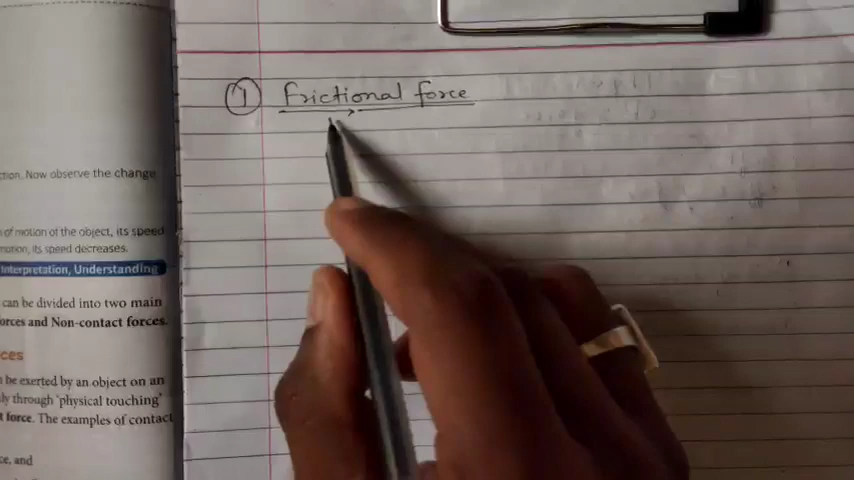 ction. Now observe the change
of motion of the object, its speed
motion, its speed decreases.
Interpretation, Understanding
can be divided into two main
orces and Non-contact forces.
ces
be exerted by an object on an
ly through 'physical touching'
t force. The examples of contact
ce, and
1 Frictional force